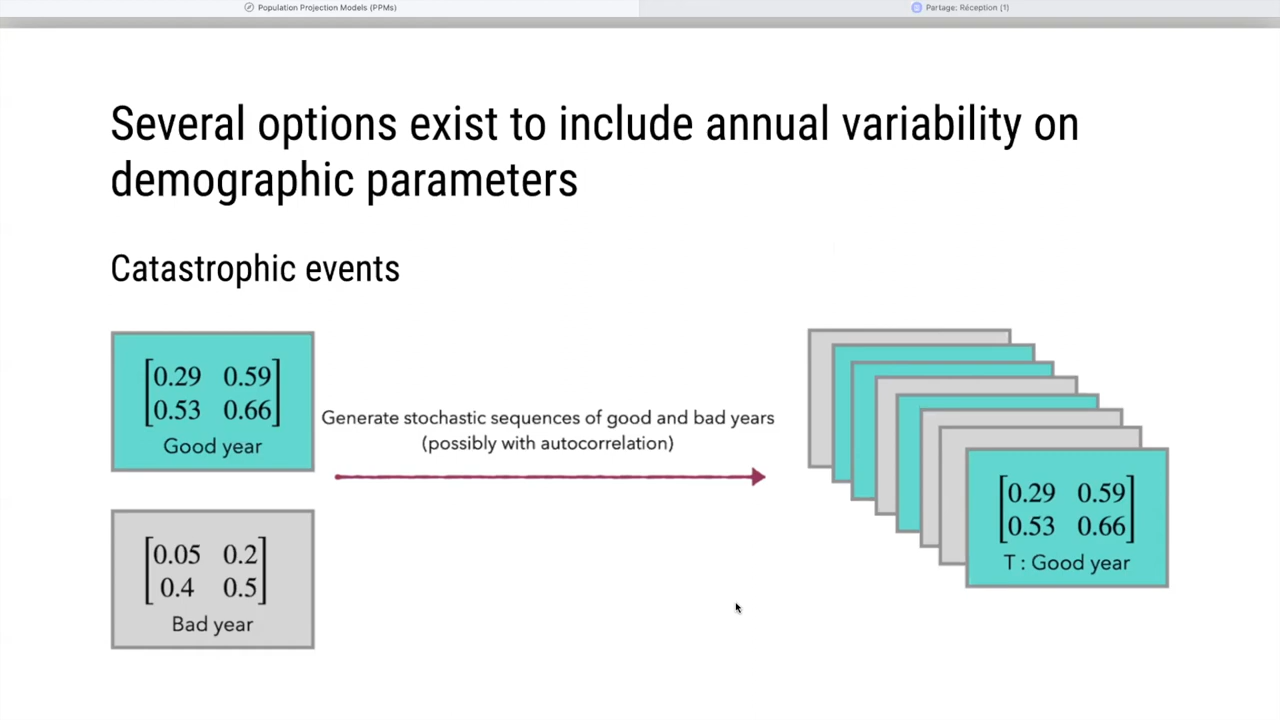 Population Projection Models (PPMs)
Partage: Réception (1)
Several options exist to include annual variability on
demographic parameters
Catastrophic events
0.29 0.59
0.53 0.66
Good year
Generate stochastic sequences of good and bad years
(possibly with autocorrelation)
0.05 0.2
0.4 0.5
Bad year
0.29 0.59
0.53 0.66
T : Good year